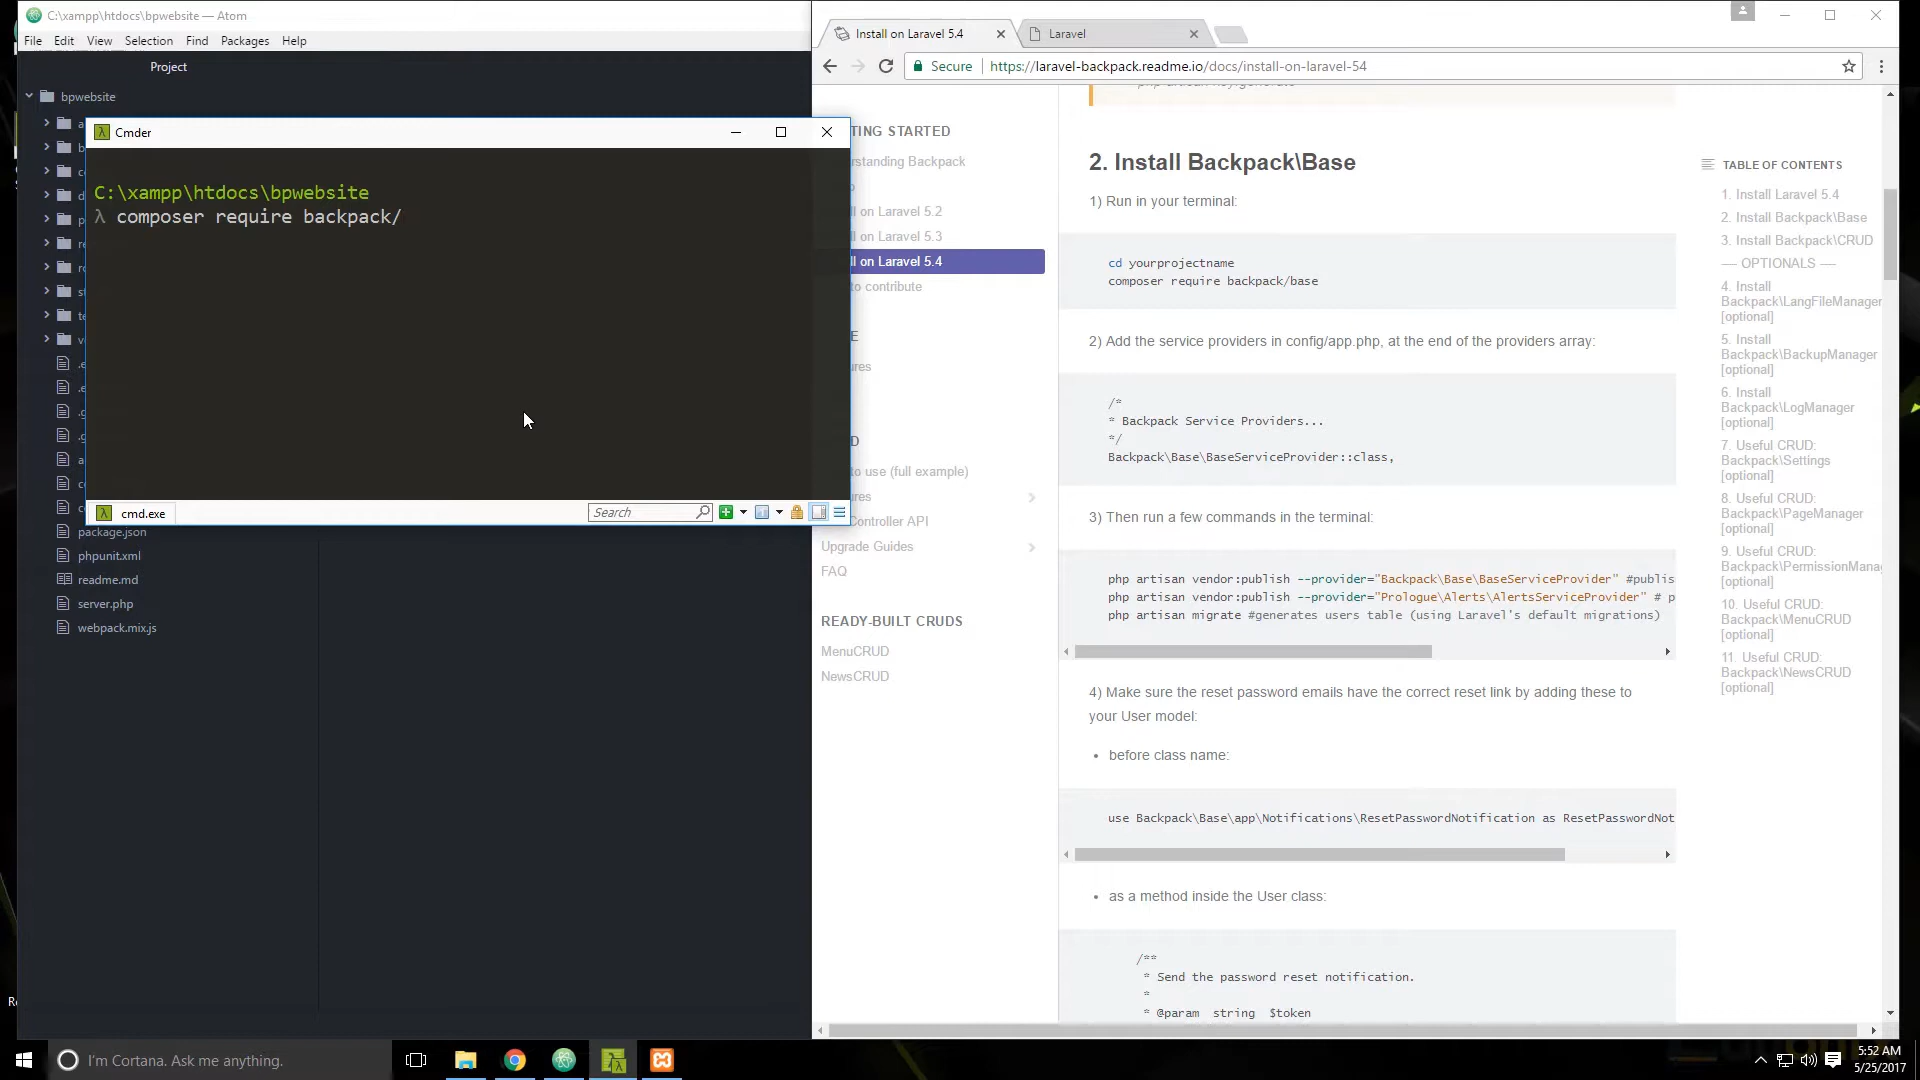 C:\xampp\htdocs\bpwebsite — Atom
File Edit View Selection Find Packages Help
Project
bpwebsite
package.json
phpunit.xml
readme.md
server.php
webpack.mix.js
Cmder
C:\xampp\htdocs\bpwebsite
λ composer require backpack/
cmd.exe
Search
Install on Laravel 5.4
Laravel
Secure
https://laravel-backpack.readme.io/docs/install-on-laravel-54
TING STARTED
rstanding Backpack
ll on Laravel 5.2
ll on Laravel 5.3
ll on Laravel 5.4
to contribute
E
ures
D
to use (full example)
ures
Controller API
Upgrade Guides
FAQ
READY-BUILT CRUDS
MenuCRUD
NewsCRUD
2. Install Backpack\Base
1) Run in your terminal:
cd yourprojectname
composer require backpack/base
2) Add the service providers in config/app.php, at the end of the providers array:
/*
* Backpack Service Providers...
*/
Backpack\Base\BaseServiceProvider::class,
3) Then run a few commands in the terminal:
php artisan vendor:publish --provider="Backpack\Base\BaseServiceProvider" #publis
php artisan vendor:publish --provider="Prologue\Alerts\AlertsServiceProvider" # p
php artisan migrate #generates users table (using Laravel's default migrations)
4) Make sure the reset password emails have the correct reset link by adding these to
your User model:
• before class name:
use Backpack\Base\app\Notifications\ResetPasswordNotification as ResetPasswordNot
• as a method inside the User class:
/**
* Send the password reset notification.
*
* @param string $token
TABLE OF CONTENTS
1. Install Laravel 5.4
2. Install Backpack\Base
3. Install Backpack\CRUD
---- OPTIONALS ----
4. Install
Backpack\LangFileManager
[optional]
5. Install
Backpack\BackupManager
[optional]
6. Install
Backpack\LogManager
[optional]
7. Useful CRUD:
Backpack\Settings
[optional]
8. Useful CRUD:
Backpack\PageManager
[optional]
9. Useful CRUD:
Backpack\PermissionManag
[optional]
10. Useful CRUD:
Backpack\MenuCRUD
[optional]
11. Useful CRUD:
Backpack\NewsCRUD
[optional]
I'm Cortana. Ask me anything.
5:52 AM
5/25/2017